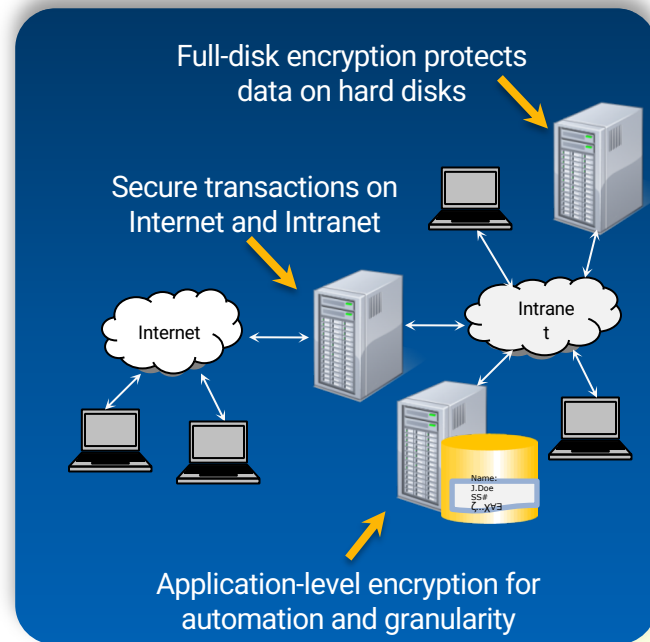 Full-disk encryption protects
data on hard disks
Secure transactions on
Internet and Intranet
Internet
Intrane
t
Name:
J.Doe
SS#
Application-level encryption for
automation and granularity